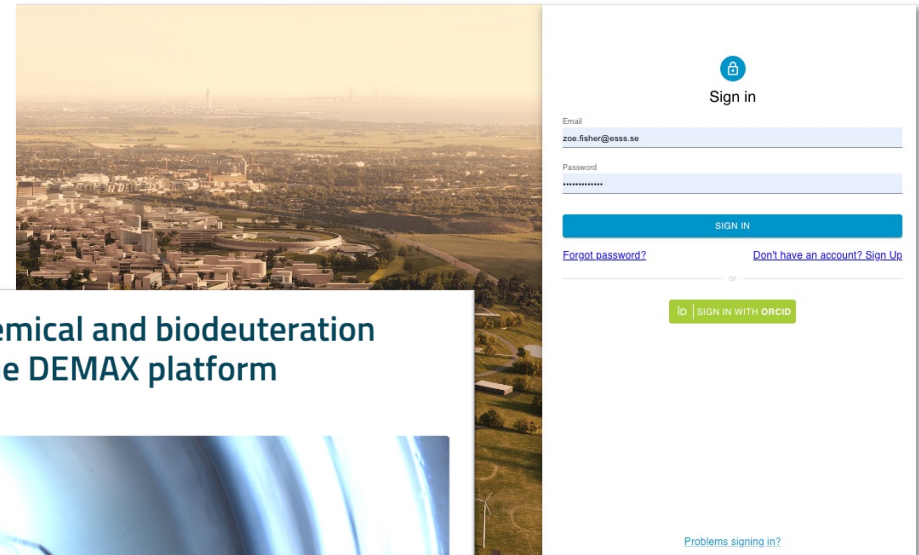 Sign in
Email
zoe.fisher@esss.se
Password
•••••••••••••
SIGN IN
Forgot password?
Don't have an account? Sign Up
or
iD SIGN IN WITH ORCID
Problems signing in?
emical and biodeuteration
e DEMAX platform